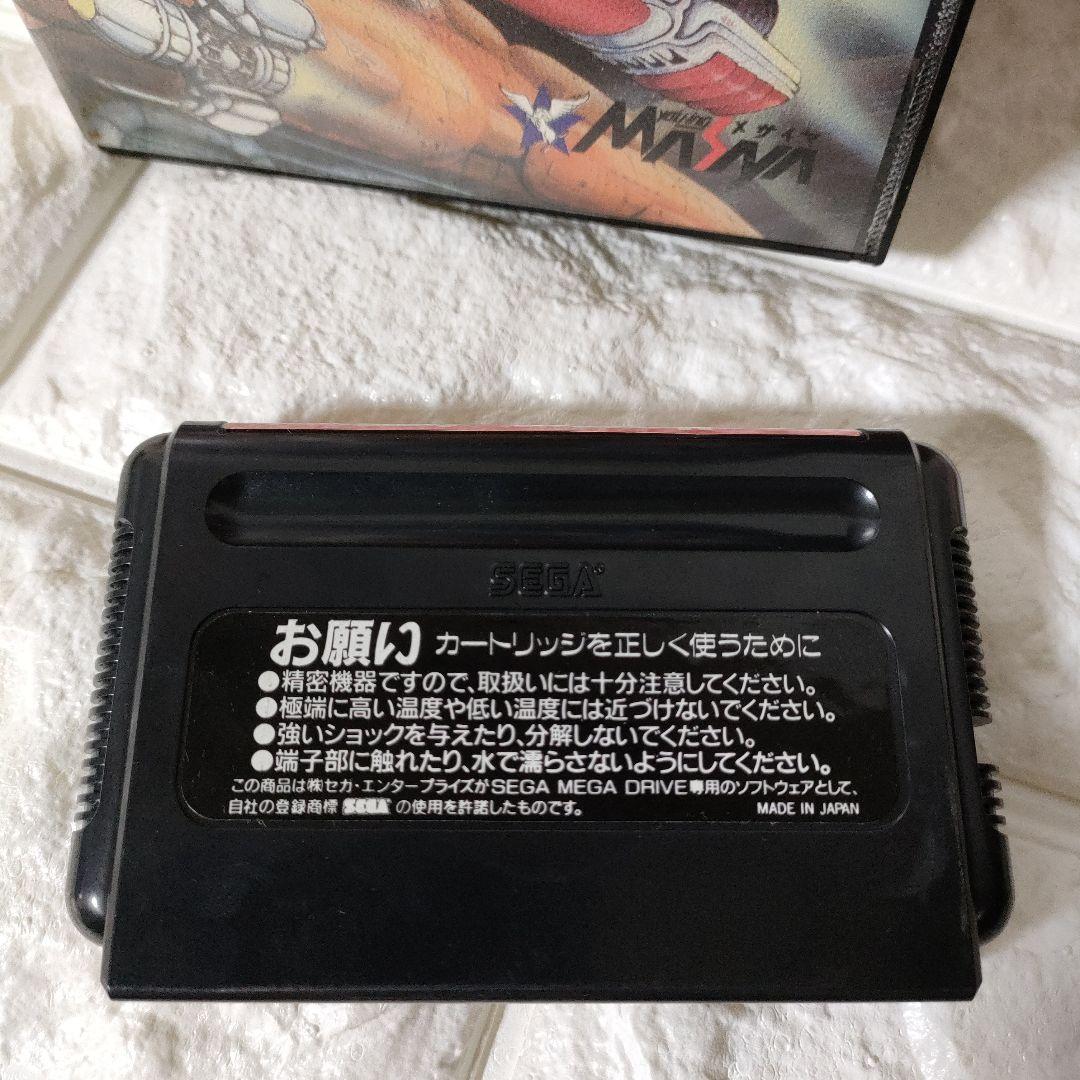 メサイヤ
SEGA
お願い カートリッジを正しく使うために
●精密機器ですので、取扱いには十分注意してください。
●極端に高い温度や低い温度には近づけないでください。
●強いショックを与えたり、分解しないでください。
●端子部に触れたり、水で濡らさないようにしてください。
この商品は㈱セガ・エンタープライゼスがSEGA MEGA DRIVE専用のソフトウェアとして、
自社の登録商標 SEGA の使用を許諾したものです。
MADE IN JAPAN